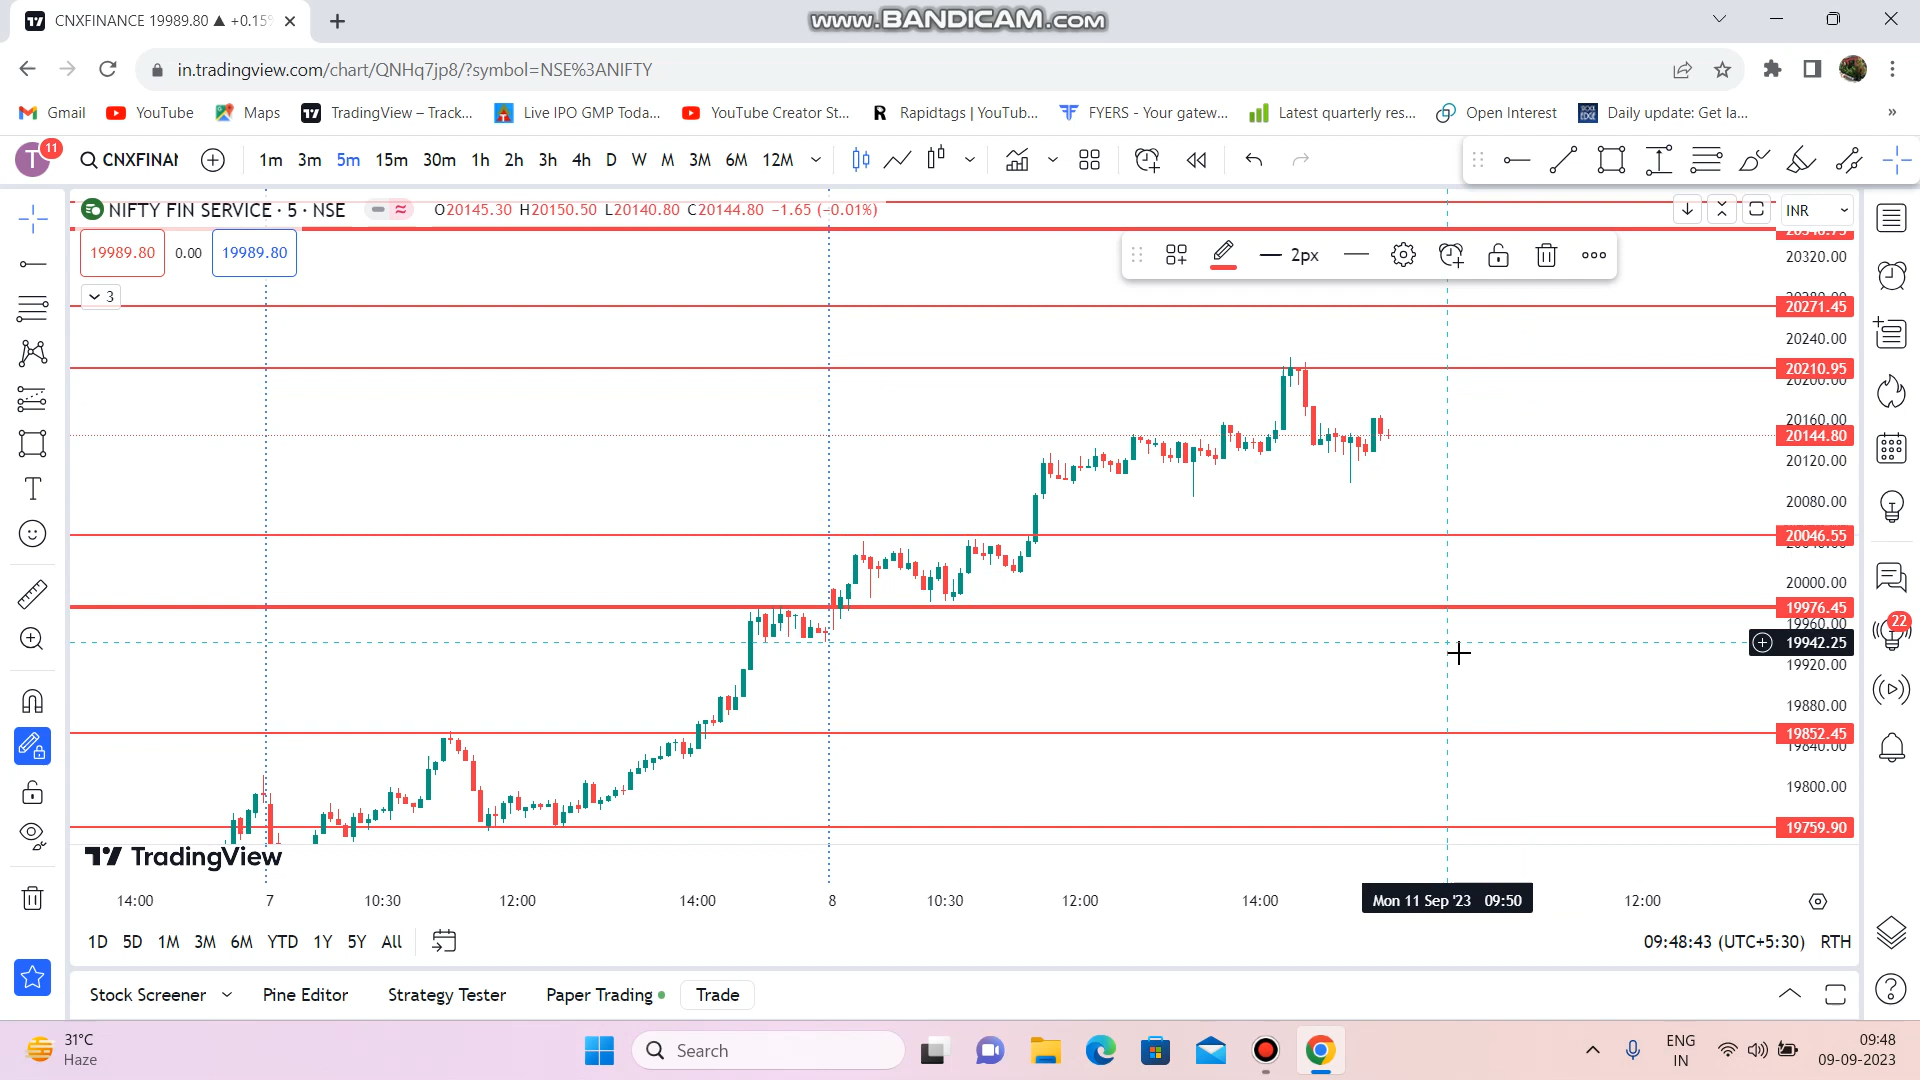 CNXFINANCE 19989.80 ▲ +0.15%
www.BANDICAM.com
in.tradingview.com/chart/QNHq7jp8/?symbol=NSE%3ANIFTY
Gmail YouTube Maps TradingView – Track... Live IPO GMP Toda... YouTube Creator St... Rapidtags | YouTub... FYERS - Your gatew... Latest quarterly res... Open Interest Daily update: Get la... »
T 11 CNXFINAN 1m 3m 5m 15m 30m 1h 2h 3h 4h D W M 3M 6M 12M
NIFTY FIN SERVICE · 5 · NSE O20145.30 H20150.50 L20140.80 C20144.80 −1.65 (−0.01%) INR
19989.80 0.00 19989.80
2px
3
20320.00
20271.45
20240.00
20210.95
20200.00
20160.00
20144.80
20120.00
20080.00
20046.55
20000.00
19976.45
19960.00
22
19942.25
19920.00
19880.00
19852.45
19840.00
19800.00
19759.90
TradingView
14:00 7 10:30 12:00 14:00 8 10:30 12:00 14:00 Mon 11 Sep '23 09:50 12:00
1D 5D 1M 3M 6M YTD 1Y 5Y All 09:48:43 (UTC+5:30) RTH
Stock Screener Pine Editor Strategy Tester Paper Trading Trade
31°C
Haze
Search
ENG
IN
09:48
09-09-2023